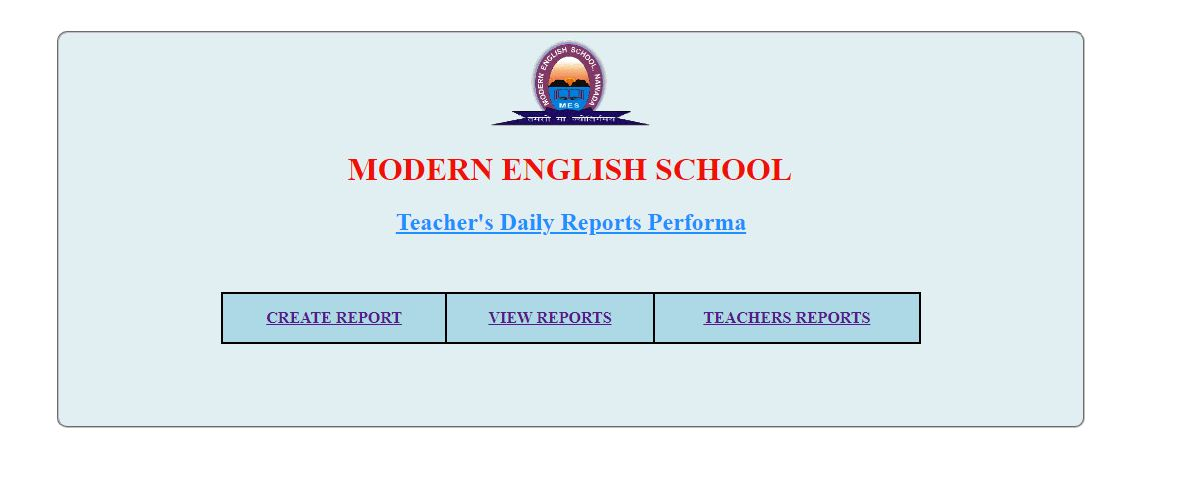 MODERN ENGLISH SCHOOL, NAWADA
MES
तमसो मा ज्योतिर्गमय
MODERN ENGLISH SCHOOL
Teacher's Daily Reports Performa
CREATE REPORT VIEW REPORTS TEACHERS REPORTS